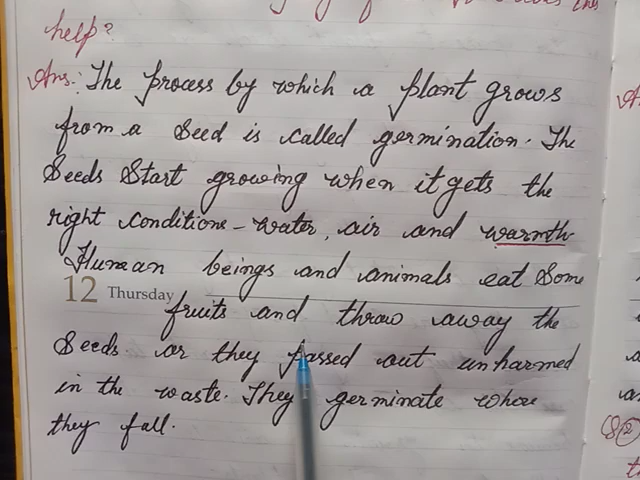 help?
Ans: The process by which a plant grows
from a seed is called germination. The
Seeds Start growing when it gets the
right conditions - water, air and warmth.
Human beings and animals eat Some
12 Thursday
fruits and throw away the
Seeds or they passed out unharmed
in the waste. They germinate where
they fall.